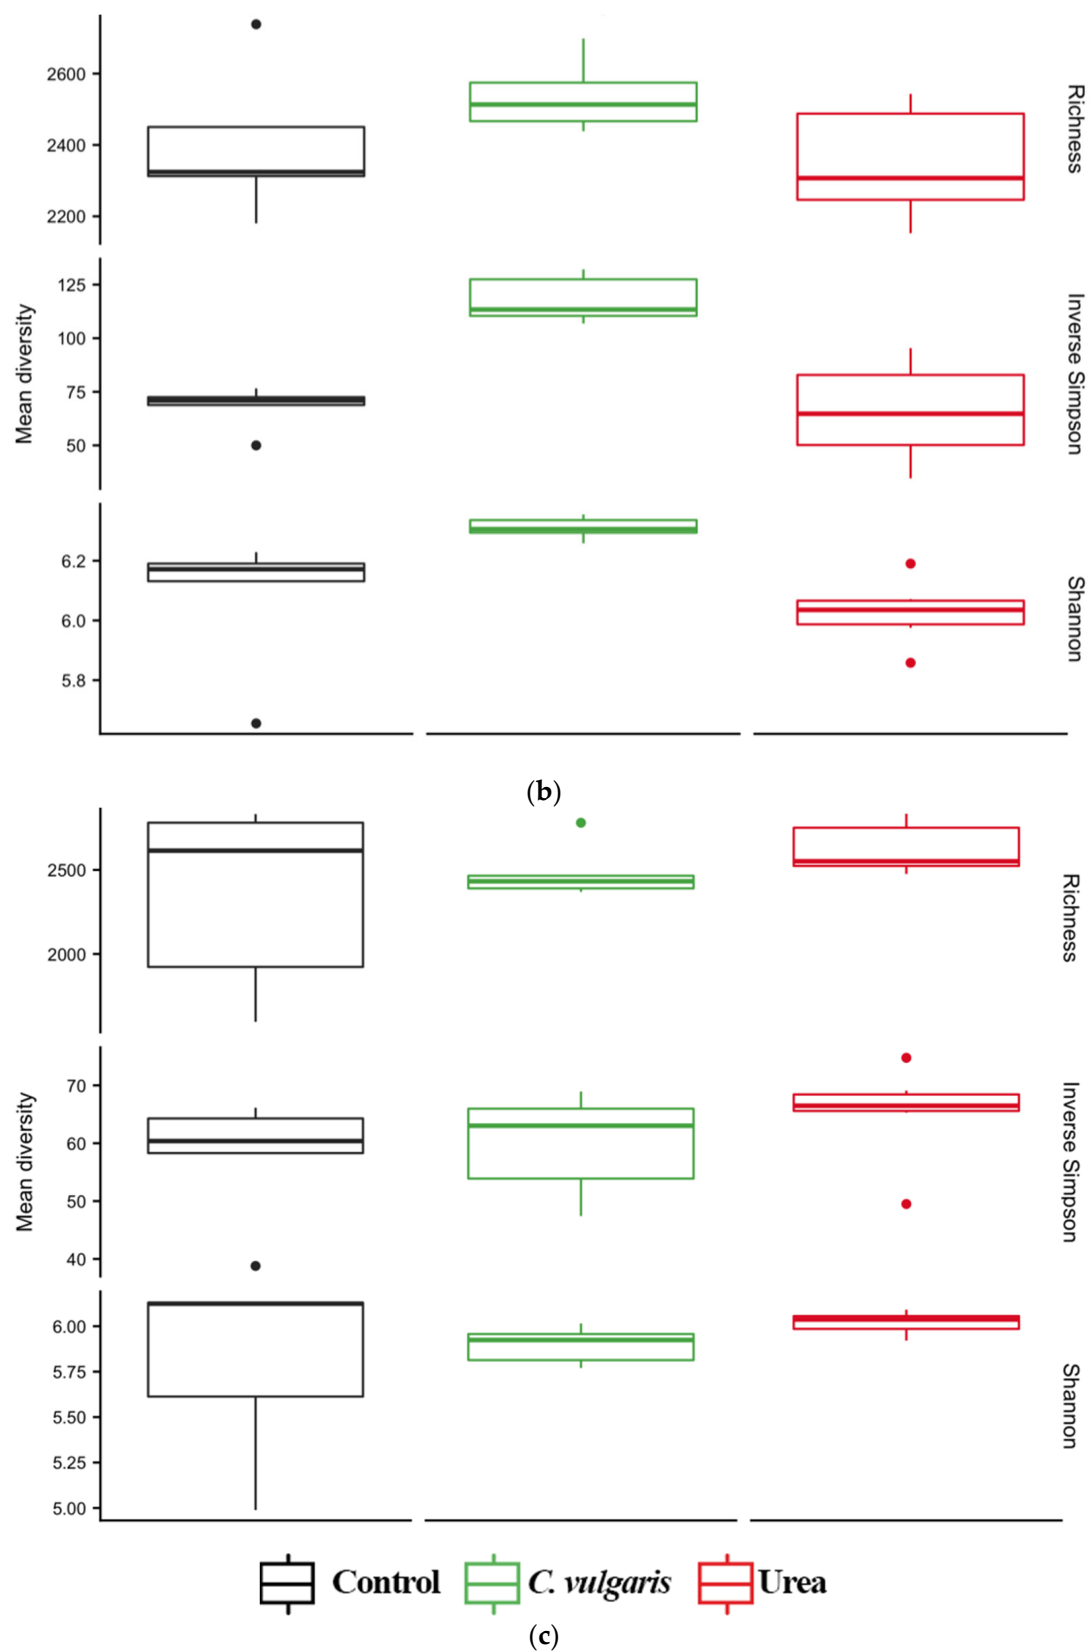 2600
2400
2200
Richness
125
100
75
50
Inverse Simpson
Mean diversity
6.2
6.0
5.8
Shannon
(b)
2500
2000
Richness
70
60
50
40
Inverse Simpson
Mean diversity
6.00
5.75
5.50
5.25
5.00
Shannon
Control C. vulgaris Urea
(c)